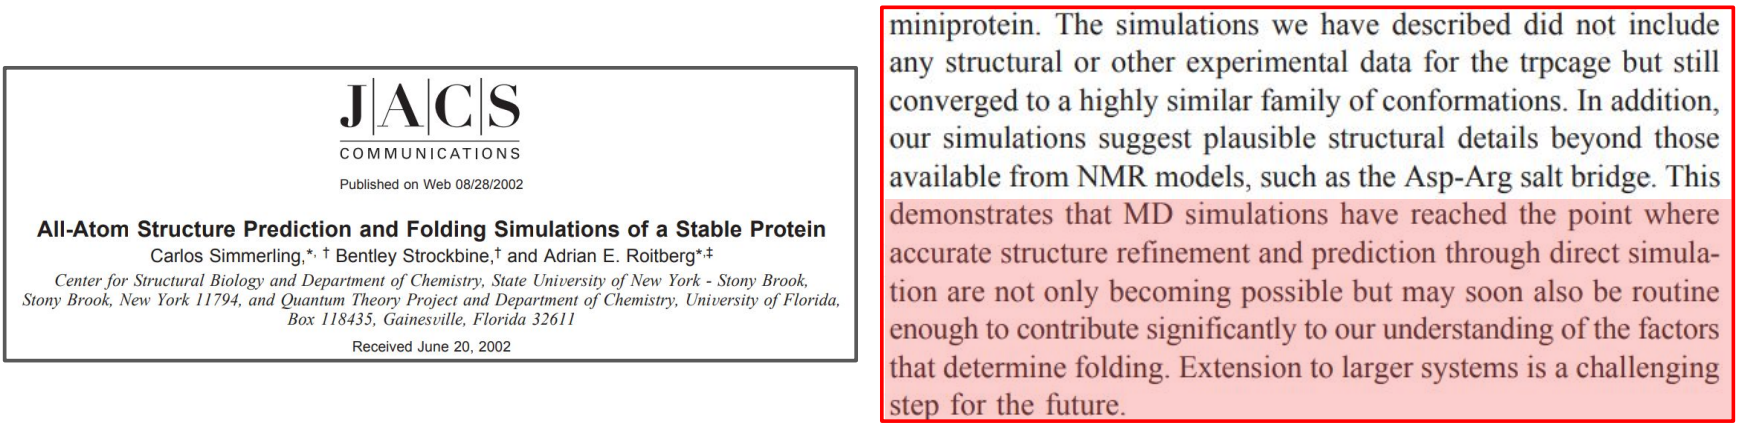 J|A|C|S
COMMUNICATIONS
Published on Web 08/28/2002
All-Atom Structure Prediction and Folding Simulations of a Stable Protein
Carlos Simmerling,*,† Bentley Strockbine,† and Adrian E. Roitberg*,‡
Center for Structural Biology and Department of Chemistry, State University of New York - Stony Brook,
Stony Brook, New York 11794, and Quantum Theory Project and Department of Chemistry, University of Florida,
Box 118435, Gainesville, Florida 32611
Received June 20, 2002
miniprotein. The simulations we have described did not include
any structural or other experimental data for the trpcage but still
converged to a highly similar family of conformations. In addition,
our simulations suggest plausible structural details beyond those
available from NMR models, such as the Asp-Arg salt bridge. This
demonstrates that MD simulations have reached the point where
accurate structure refinement and prediction through direct simula-
tion are not only becoming possible but may soon also be routine
enough to contribute significantly to our understanding of the factors
that determine folding. Extension to larger systems is a challenging
step for the future.